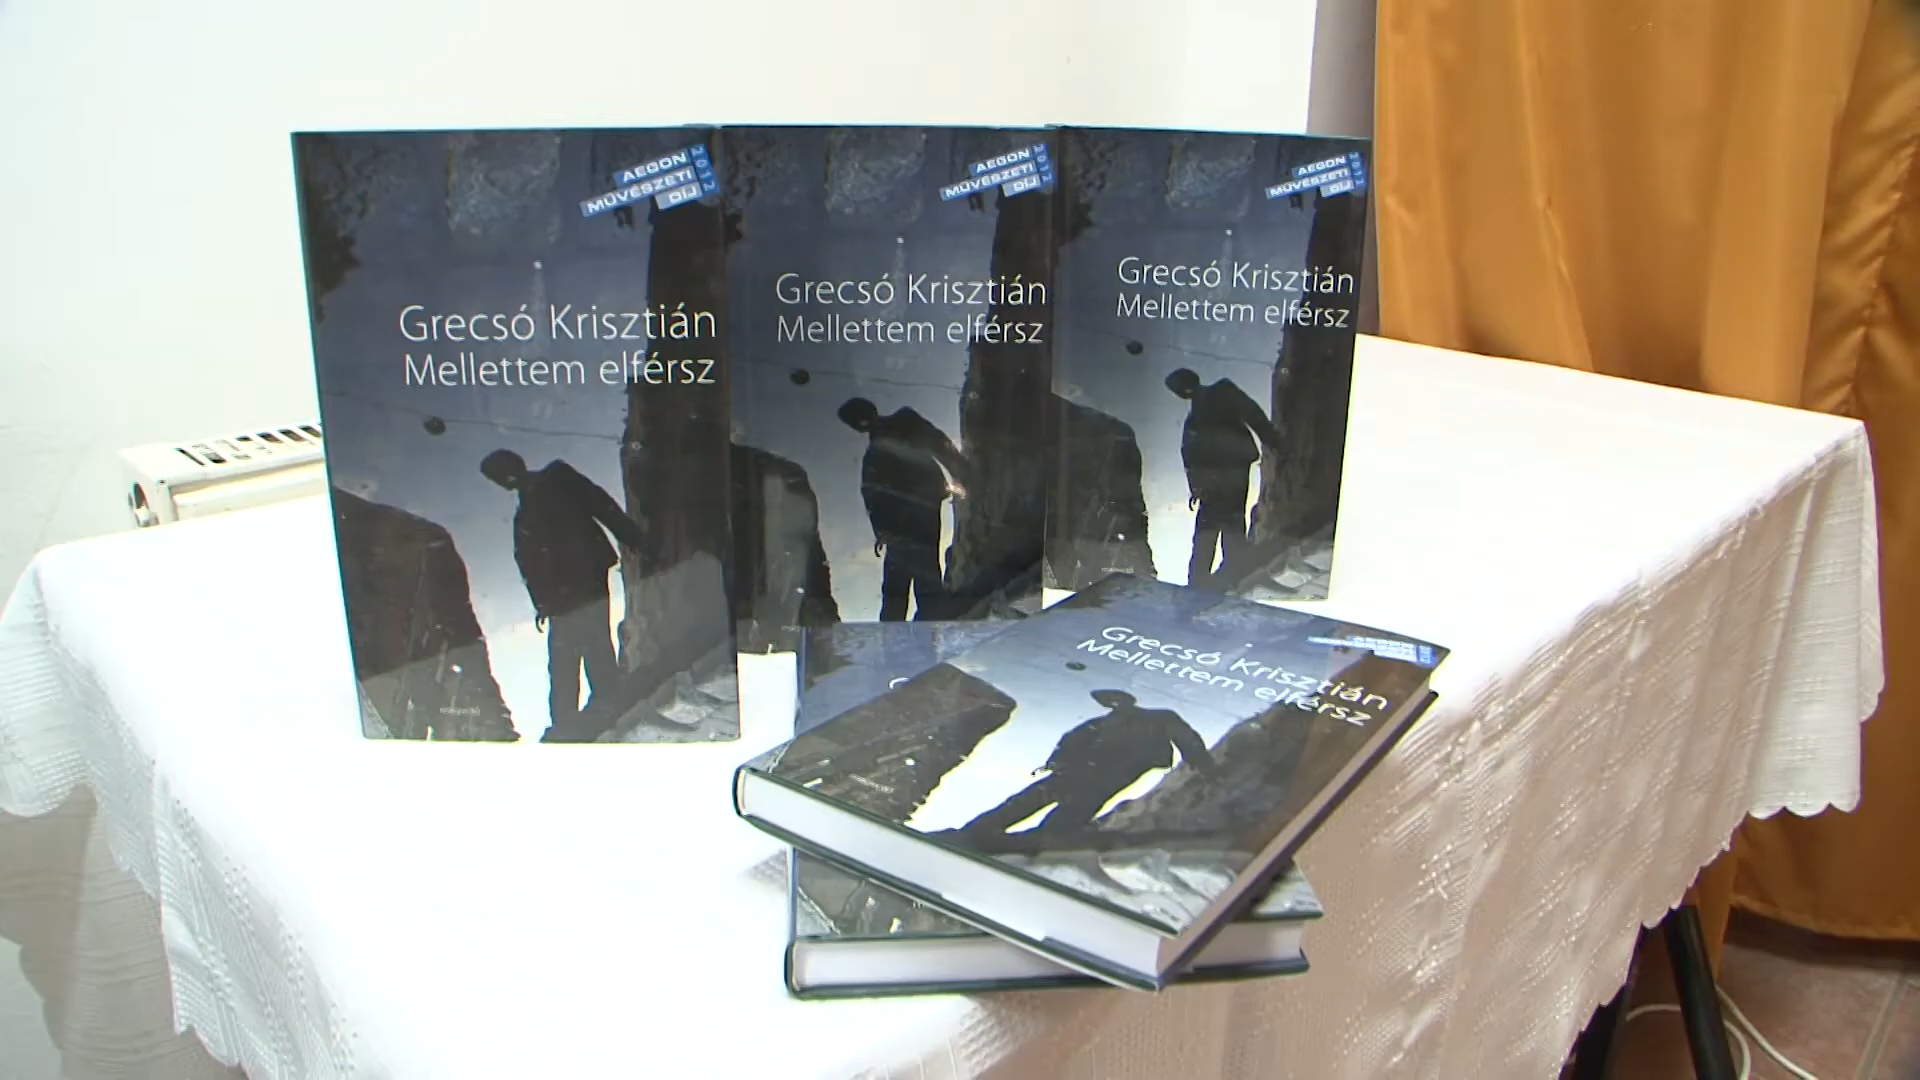 AEGON
MŰVÉSZETI
DÍJ
2012
Grecsó Krisztián
Mellettem elférsz
AEGON
MŰVÉSZETI
DÍJ
2012
Grecsó Krisztián
Mellettem elférsz
AEGON
MŰVÉSZETI
DÍJ
2012
Grecsó Krisztián
Mellettem elférsz
Grecsó Krisztián
Mellettem elférsz